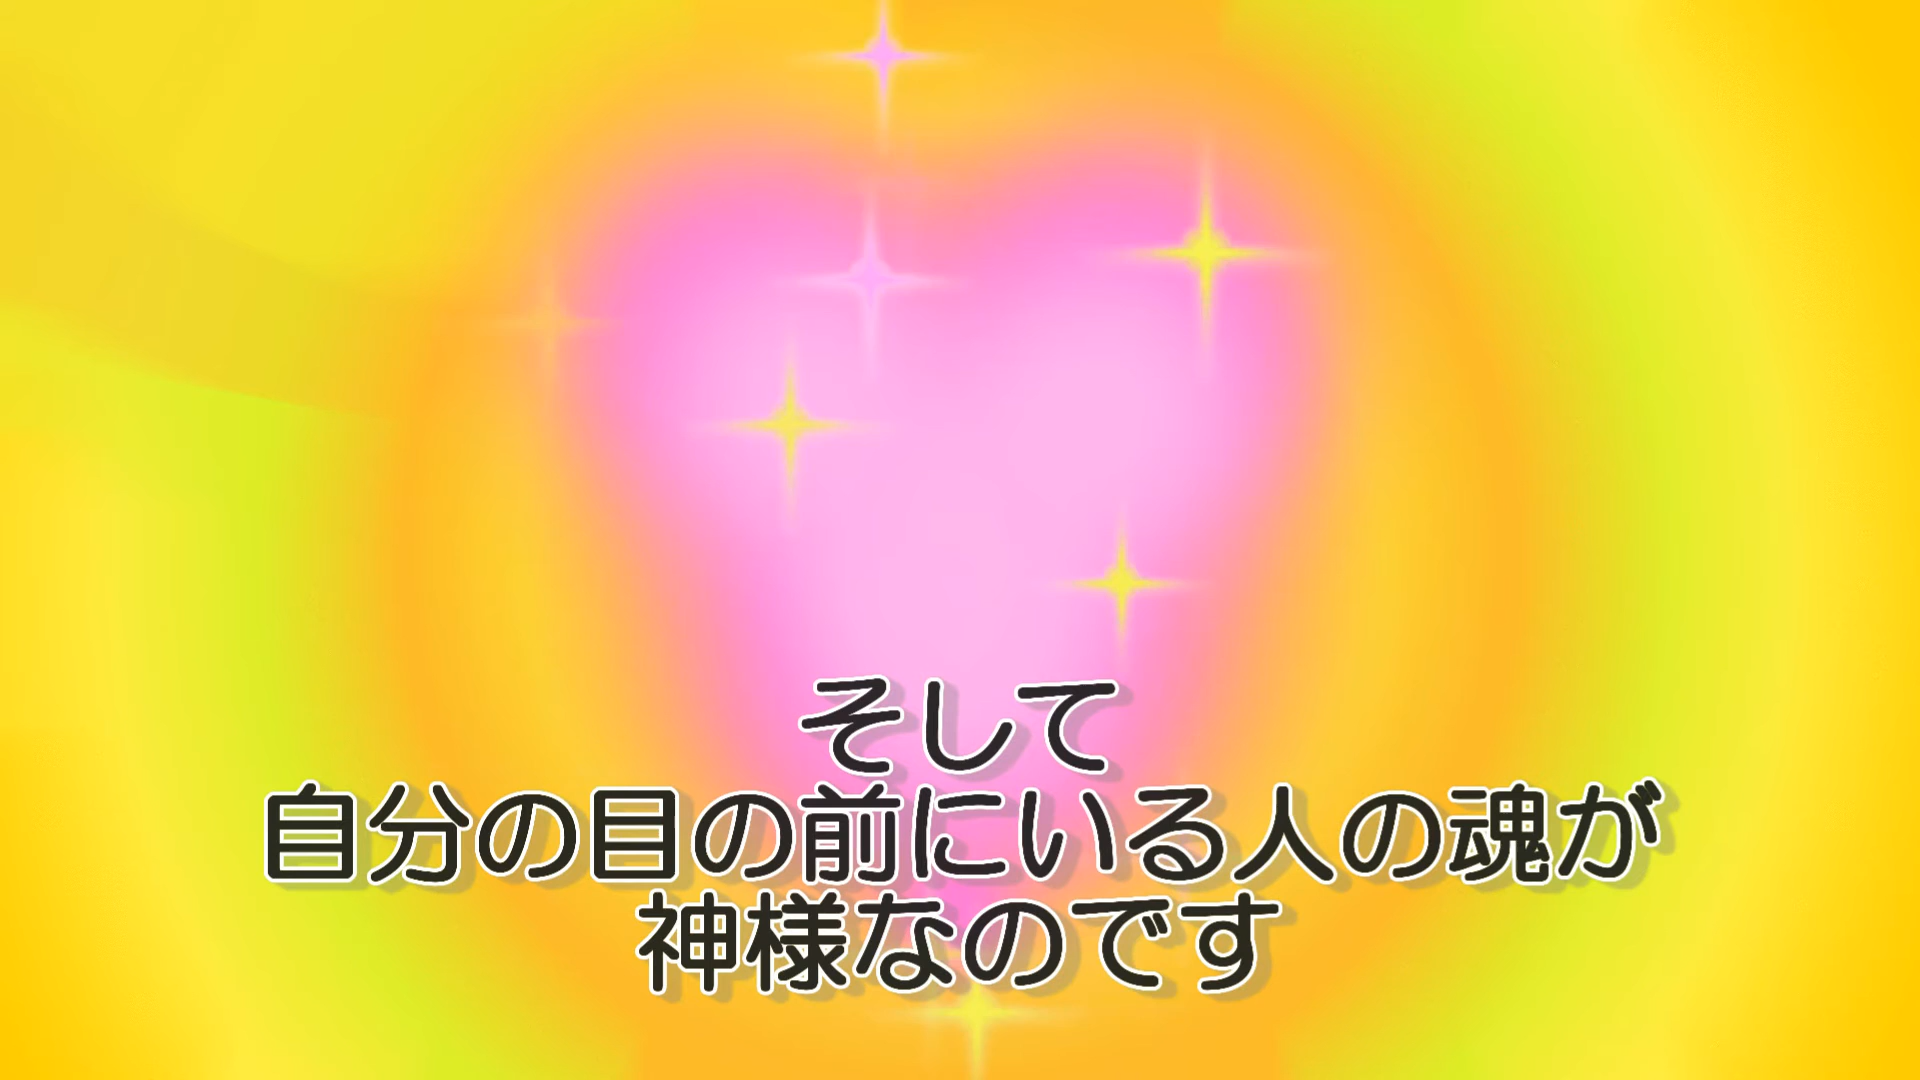 そして
自分の目の前にいる人の魂が
神様なのです